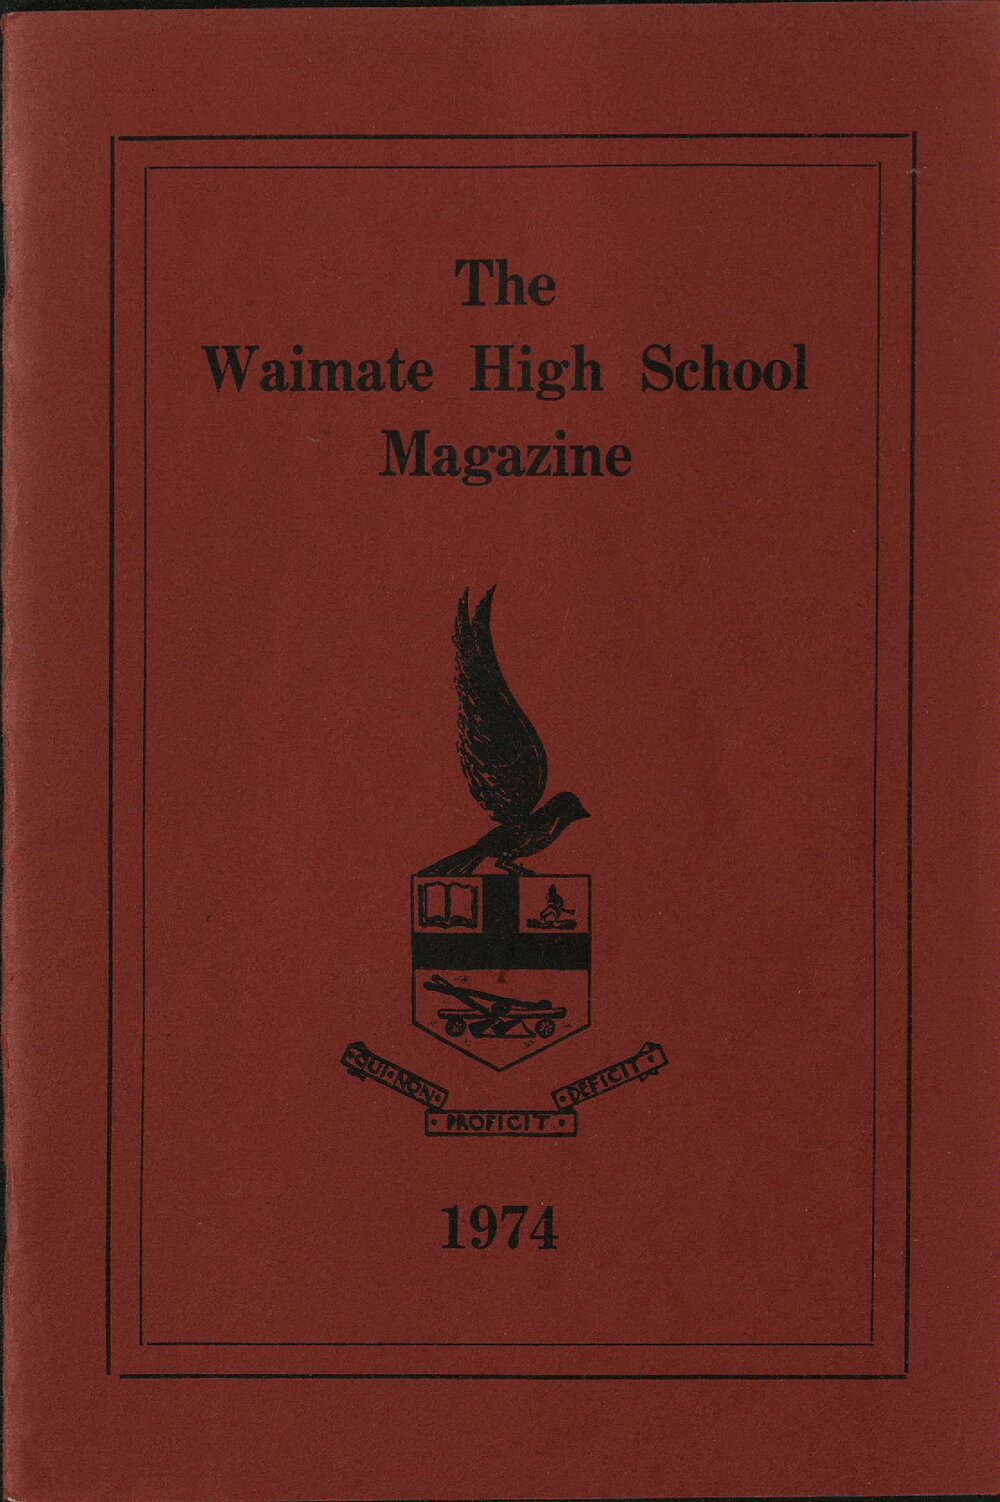 The
Waimate High School
Magazine
QUI·NON·
·PROFICIT·
·DEFICIT
1974